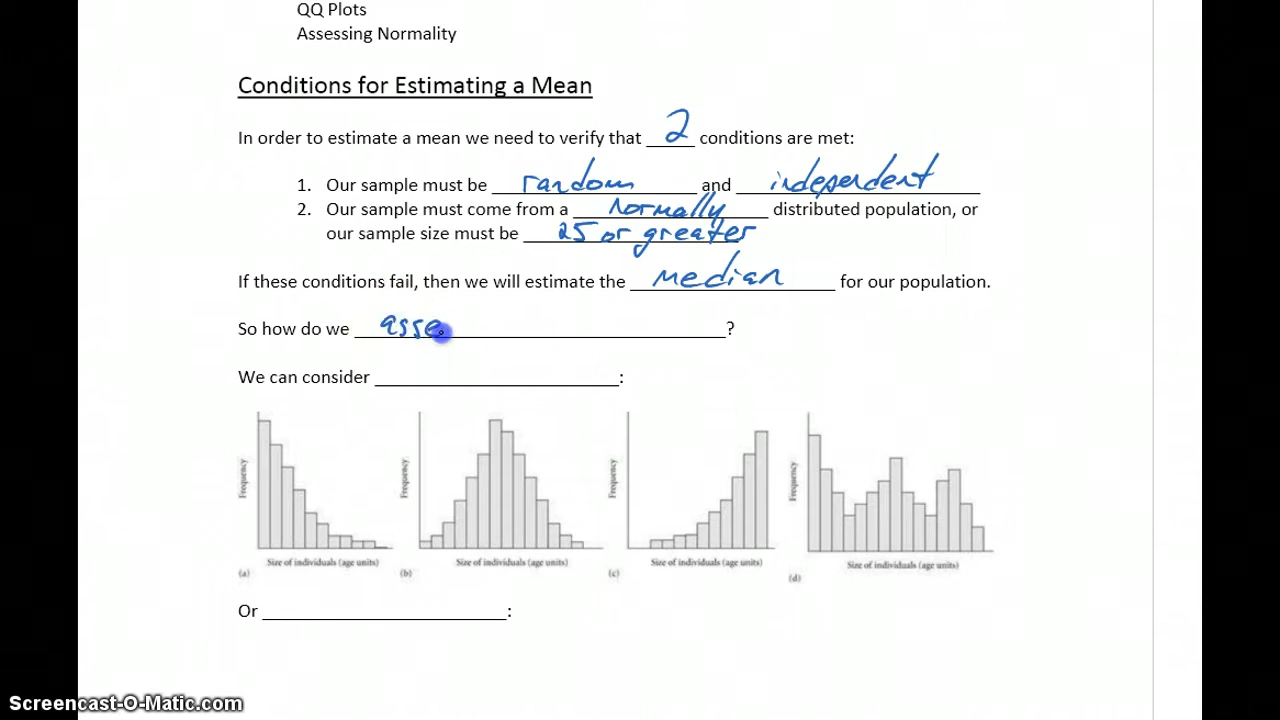 QQ Plots
Assessing Normality
Conditions for Estimating a Mean
In order to estimate a mean we need to verify that 2 conditions are met:
1. Our sample must be random and independent
2. Our sample must come from a normally distributed population, or
our sample size must be 25 or greater
If these conditions fail, then we will estimate the median for our population.
So how do we asse ?
We can consider :
Frequency Frequency Frequency Frequency
Size of individuals (age units) Size of individuals (age units) Size of individuals (age units) Size of individuals (age units)
(a) (b) (c) (d)
Or :
Screencast-O-Matic.com